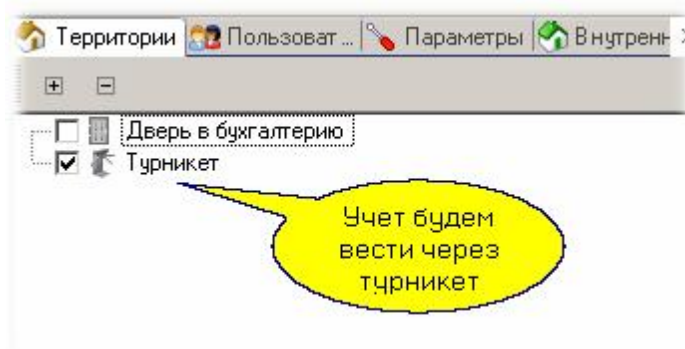 Территории Пользоват ... Параметры Внутренн
Дверь в бухгалтерию
Турникет
Учет будем
вести через
турникет